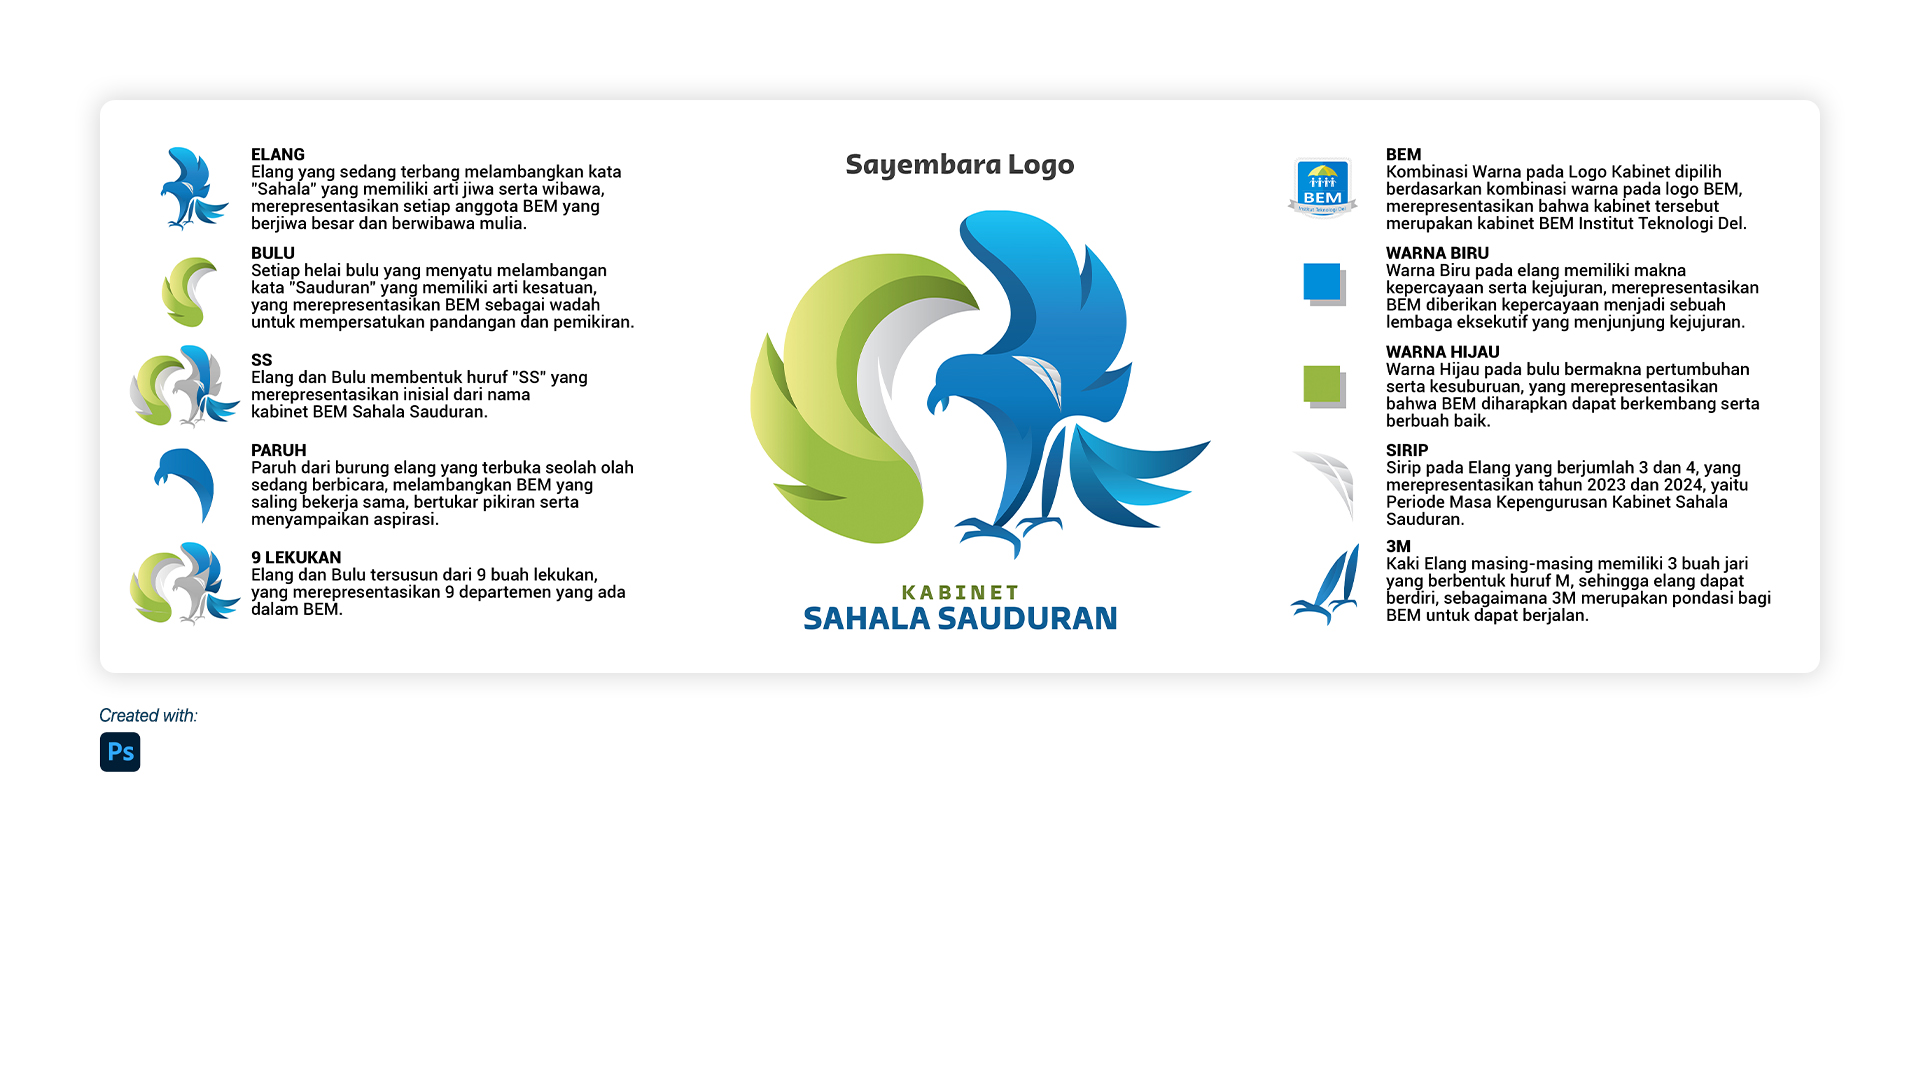 ELANG
Elang yang sedang terbang melambangkan kata
"Sahala" yang memiliki arti jiwa serta wibawa,
merepresentasikan setiap anggota BEM yang
berjiwa besar dan berwibawa mulia.
BULU
Setiap helai bulu yang menyatu melambangan
kata "Sauduran" yang memiliki arti kesatuan,
yang merepresentasikan BEM sebagai wadah
untuk mempersatukan pandangan dan pemikiran.
SS
Elang dan Bulu membentuk huruf "SS" yang
merepresentasikan inisial dari nama
kabinet BEM Sahala Sauduran.
PARUH
Paruh dari burung elang yang terbuka seolah olah
sedang berbicara, melambangkan BEM yang
saling bekerja sama, bertukar pikiran serta
menyampaikan aspirasi.
9 LEKUKAN
Elang dan Bulu tersusun dari 9 buah lekukan,
yang merepresentasikan 9 departemen yang ada
dalam BEM.
Sayembara Logo
KABINET
SAHALA SAUDURAN
BEM
Institut Teknologi Del
BEM
Kombinasi Warna pada Logo Kabinet dipilih
berdasarkan kombinasi warna pada logo BEM,
merepresentasikan bahwa kabinet tersebut
merupakan kabinet BEM Institut Teknologi Del.
WARNA BIRU
Warna Biru pada elang memiliki makna
kepercayaan serta kejujuran, merepresentasikan
BEM diberikan kepercayaan menjadi sebuah
lembaga eksekutif yang menjunjung kejujuran.
WARNA HIJAU
Warna Hijau pada bulu bermakna pertumbuhan
serta kesuburuan, yang merepresentasikan
bahwa BEM diharapkan dapat berkembang serta
berbuah baik.
SIRIP
Sirip pada Elang yang berjumlah 3 dan 4, yang
merepresentasikan tahun 2023 dan 2024, yaitu
Periode Masa Kepengurusan Kabinet Sahala
Sauduran.
3M
Kaki Elang masing-masing memiliki 3 buah jari
yang berbentuk huruf M, sehingga elang dapat
berdiri, sebagaimana 3M merupakan pondasi bagi
BEM untuk dapat berjalan.
Created with:
Ps